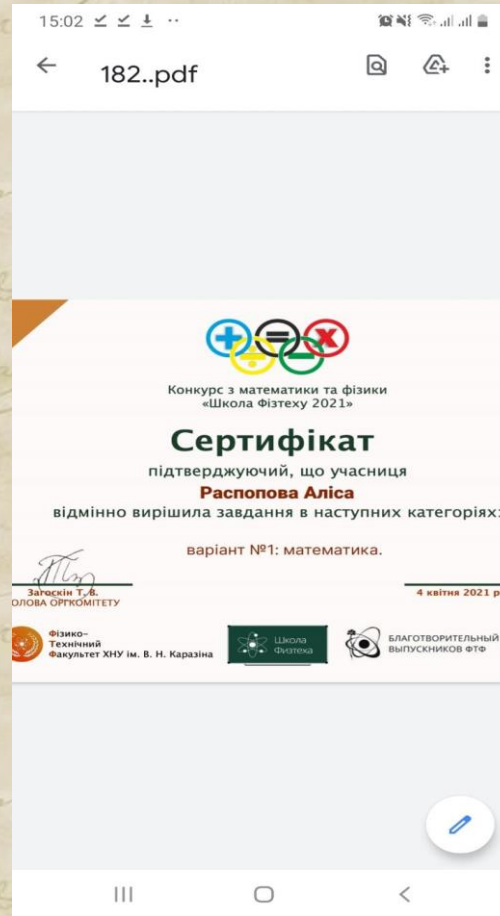 15:02
182..pdf
Конкурс з математики та фізики
«Школа Фізтеху 2021»
Сертифікат
підтверджуючий, що учасниця
Распопова Аліса
відмінно вирішила завдання в наступних категоріях:
варіант №1: математика.
Загоскін Т. В.
ОЛОВА ОРГКОМІТЕТУ
4 квітня 2021 р
Фізико-
Технічний
Факультет ХНУ ім. В. Н. Каразіна
Школа
Физтеха
БЛАГОТВОРИТЕЛЬНЫЙ
ВЫПУСКНИКОВ ФТФ